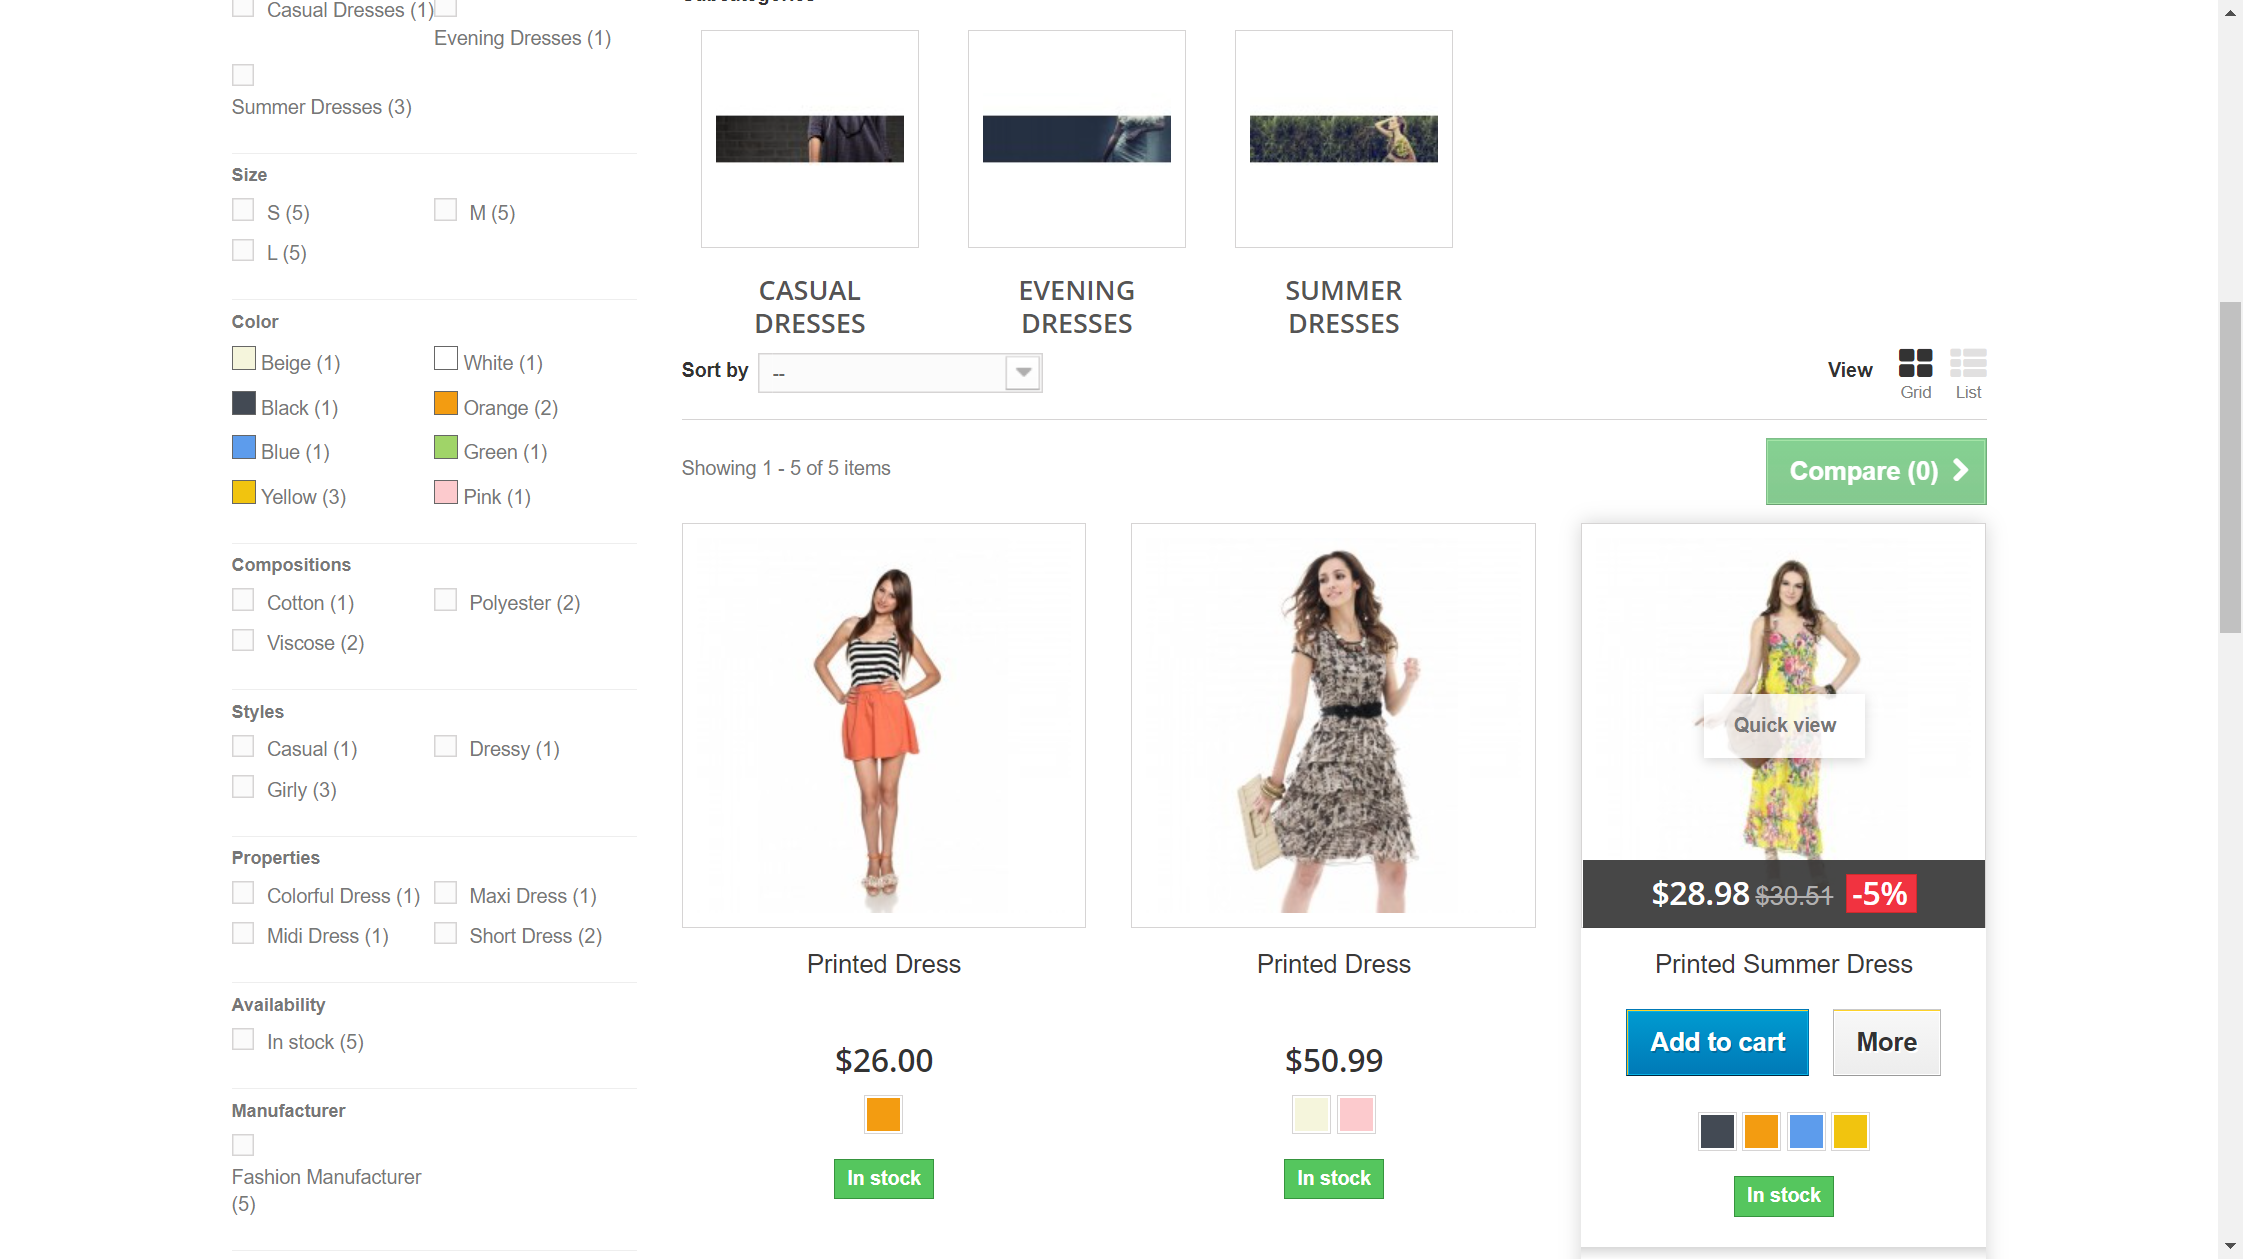 Casual Dresses (1)
Evening Dresses (1)
Summer Dresses (3)
Size
S (5)
M (5)
L (5)
Color
Beige (1)
White (1)
Black (1)
Orange (2)
Blue (1)
Green (1)
Yellow (3)
Pink (1)
Compositions
Cotton (1)
Polyester (2)
Viscose (2)
Styles
Casual (1)
Dressy (1)
Girly (3)
Properties
Colorful Dress (1)
Maxi Dress (1)
Midi Dress (1)
Short Dress (2)
Availability
In stock (5)
Manufacturer
Fashion Manufacturer
(5)
CASUAL
DRESSES
EVENING
DRESSES
SUMMER
DRESSES
Sort by
--
View
Grid
List
Showing 1 - 5 of 5 items
Compare (0)
Printed Dress
$26.00
In stock
Printed Dress
$50.99
In stock
Quick view
$28.98 $30.51 -5%
Printed Summer Dress
Add to cart
More
In stock